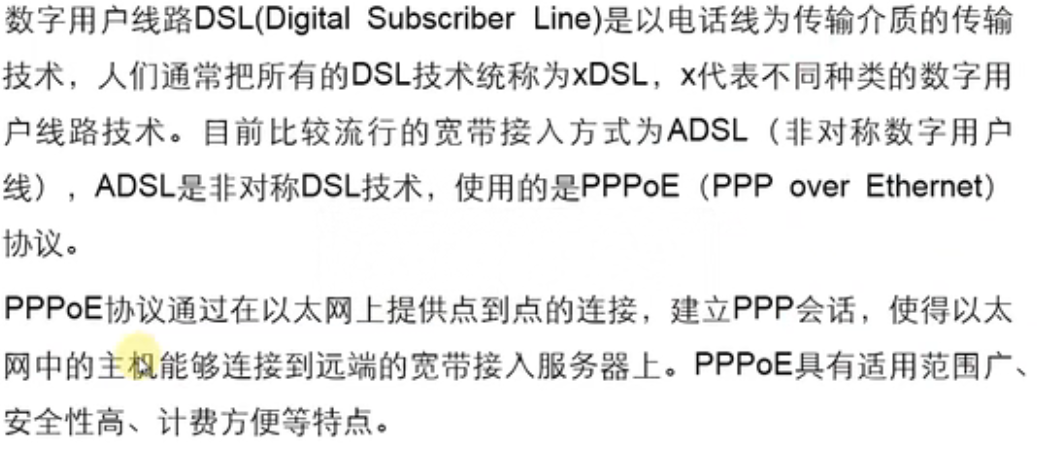 数字用户线路DSL(Digital Subscriber Line)是以电话线为传输介质的传输
技术，人们通常把所有的DSL技术统称为xDSL，x代表不同种类的数字用
户线路技术。目前比较流行的宽带接入方式为ADSL（非对称数字用户
线），ADSL是非对称DSL技术，使用的是PPPoE（PPP over Ethernet）
协议。
PPPoE协议通过在以太网上提供点到点的连接，建立PPP会话，使得以太
网中的主机能够连接到远端的宽带接入服务器上。PPPoE具有适用范围广、
安全性高、计费方便等特点。